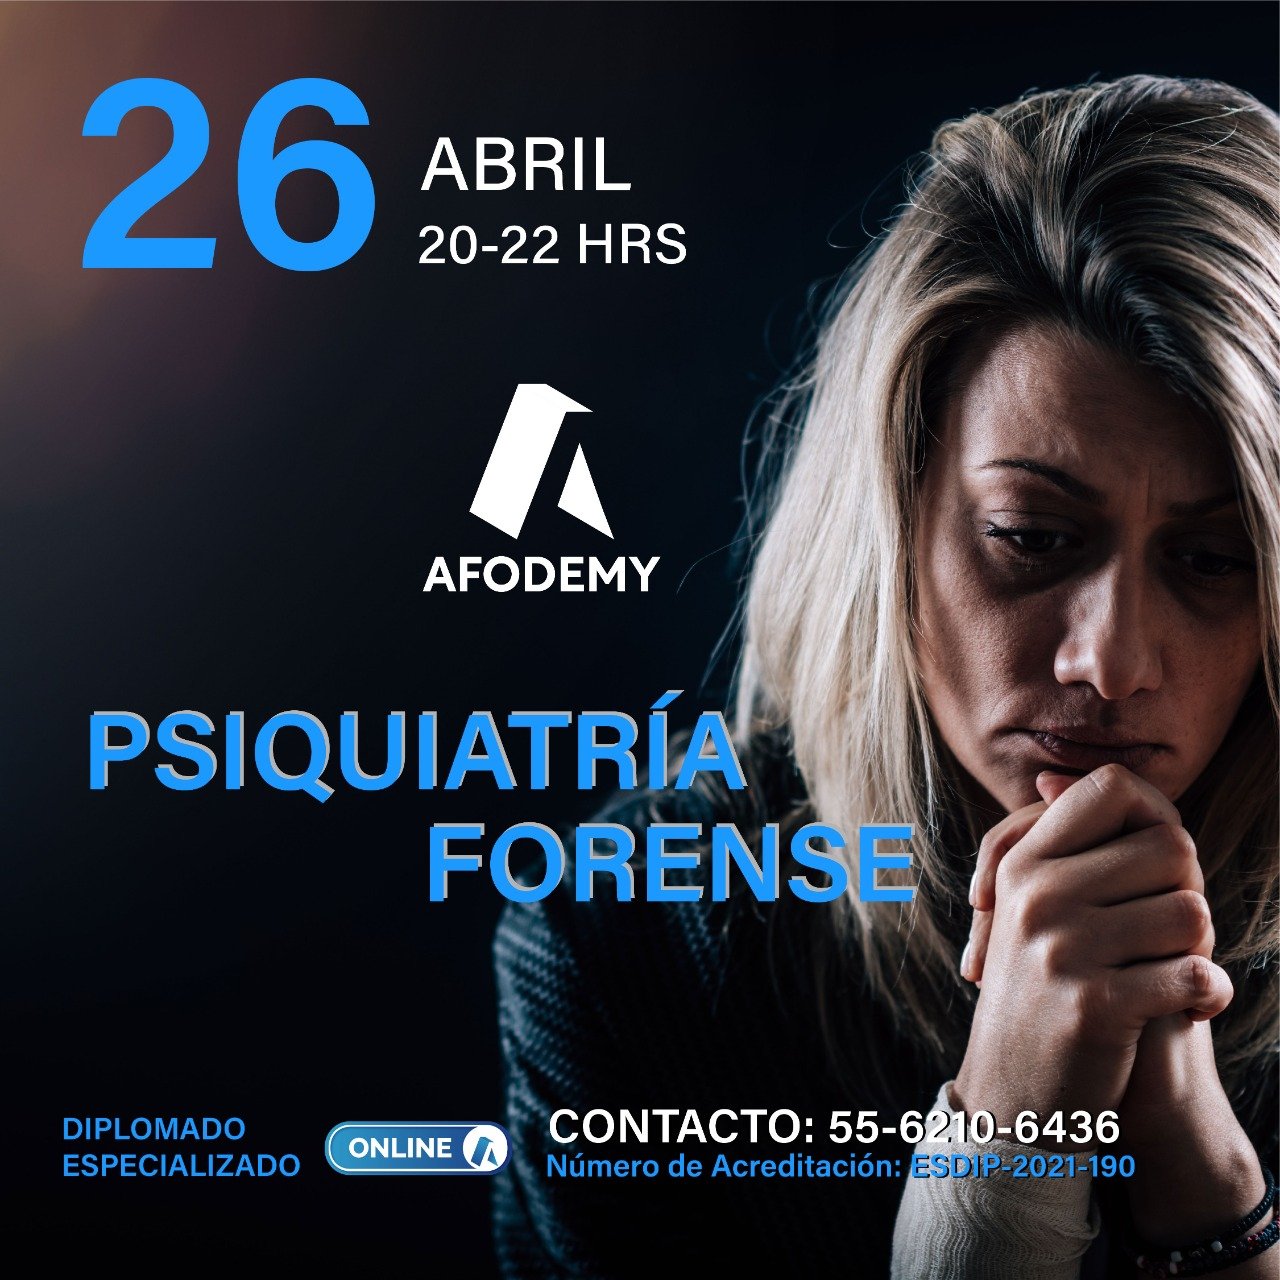 26
ABRIL
20-22 HRS
AFODEMY
PSIQUIATRÍA
FORENSE
DIPLOMADO
ESPECIALIZADO
ONLINE
CONTACTO: 55-6210-6436
Número de Acreditación: ESDIP-2021-190